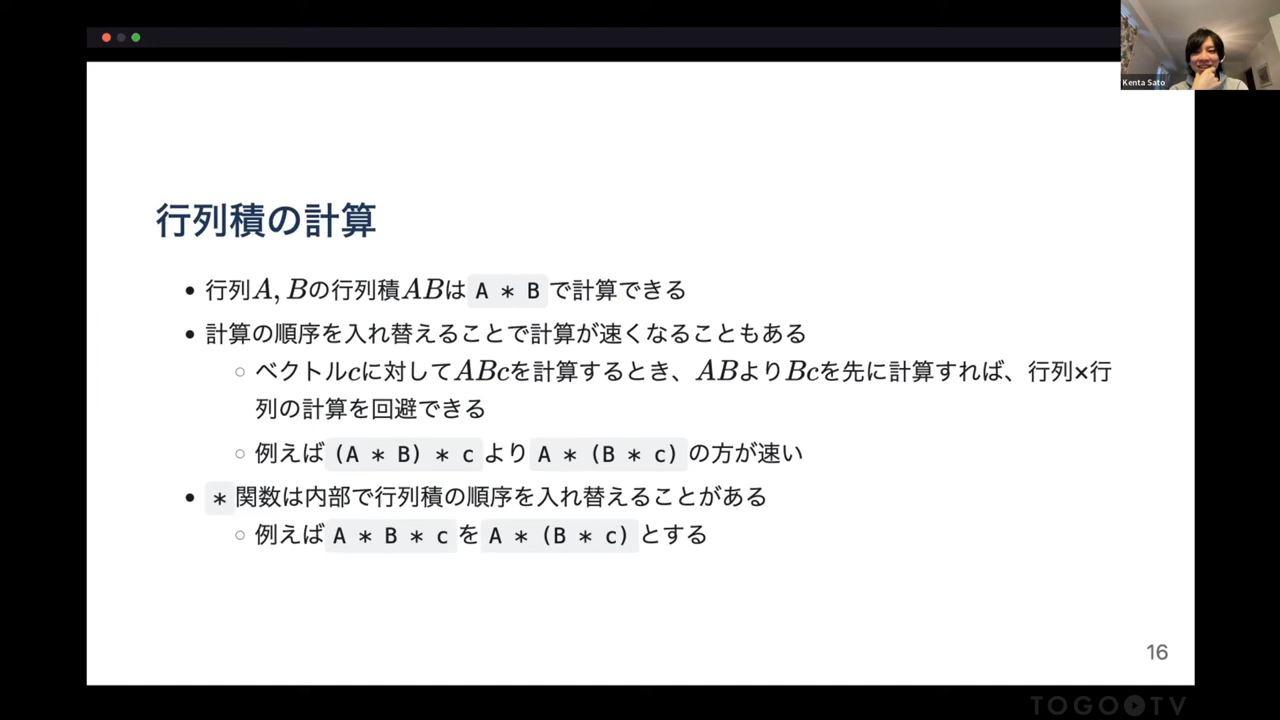 Kenta Sato
行列積の計算
行列A, Bの行列積ABは A * B で計算できる
計算の順序を入れ替えることで計算が速くなることもある
ベクトルcに対してABcを計算するとき、ABよりBcを先に計算すれば、行列×行
列の計算を回避できる
例えば (A * B) * c より A * (B * c) の方が速い
* 関数は内部で行列積の順序を入れ替えることがある
例えば A * B * c を A * (B * c) とする
16
TOGO TV